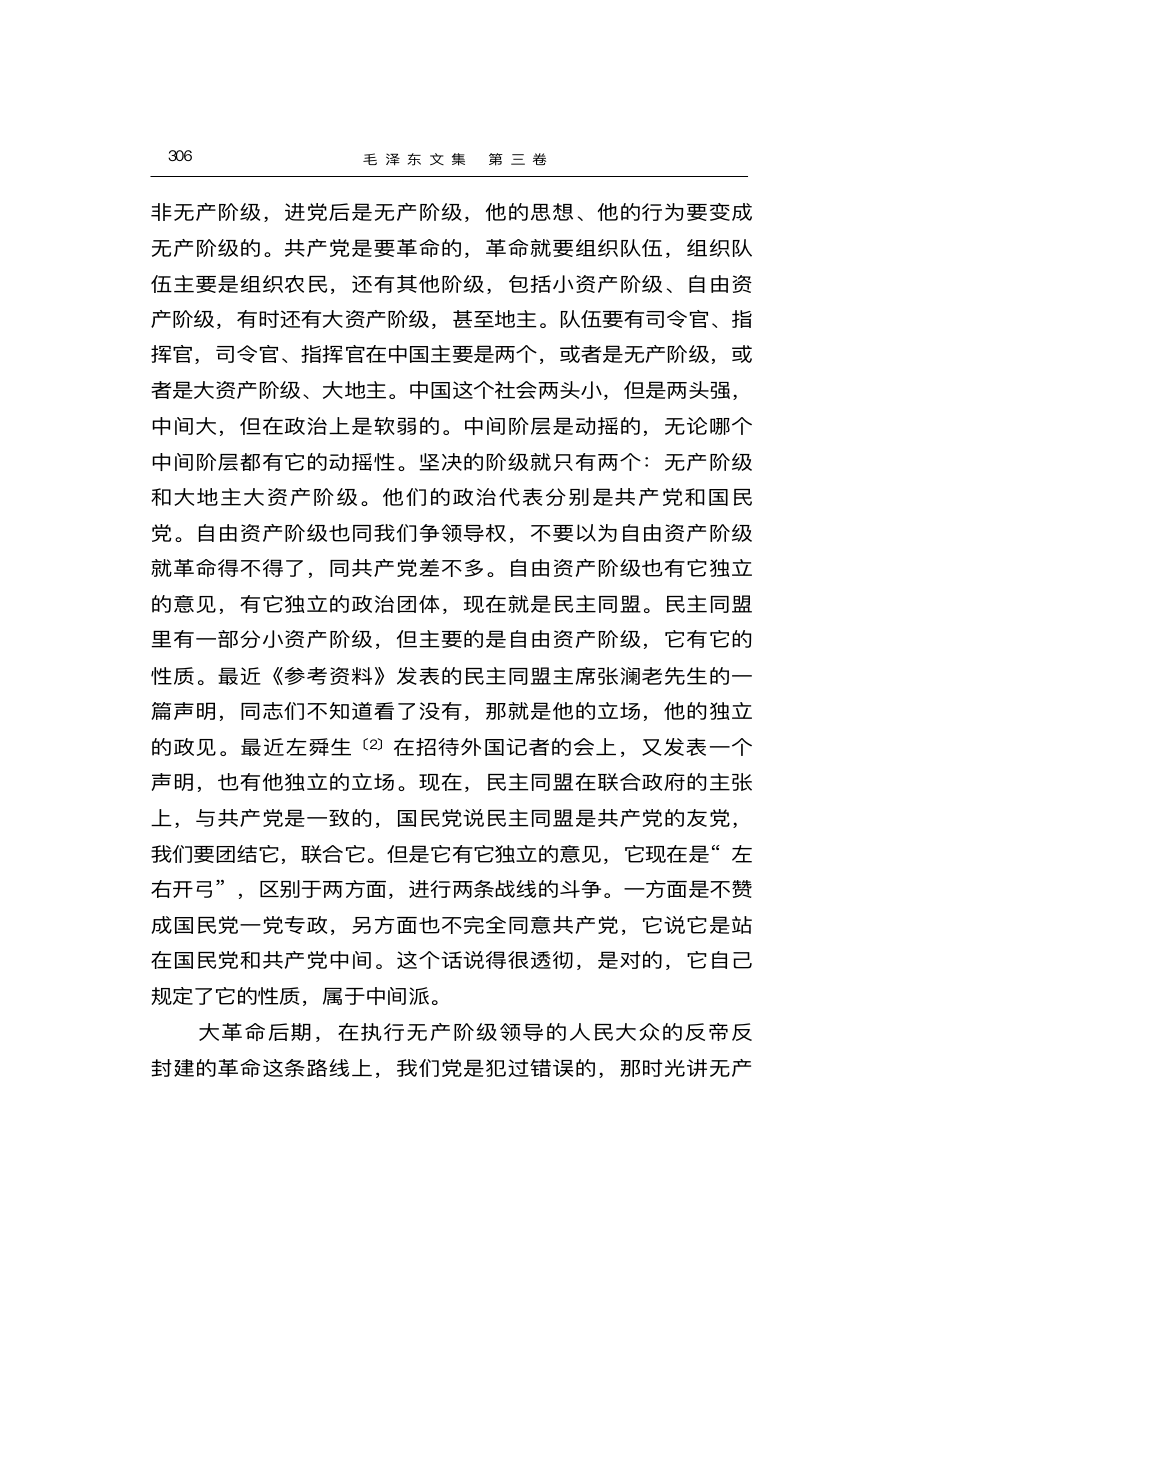 306
毛泽东文集　第三卷
非无产阶级，进党后是无产阶级，他的思想、他的行为要变成
无产阶级的。共产党是要革命的，革命就要组织队伍，组织队
伍主要是组织农民，还有其他阶级，包括小资产阶级、自由资
产阶级，有时还有大资产阶级，甚至地主。队伍要有司令官、指
挥官，司令官、指挥官在中国主要是两个，或者是无产阶级，或
者是大资产阶级、大地主。中国这个社会两头小，但是两头强，
中间大，但在政治上是软弱的。中间阶层是动摇的，无论哪个
中间阶层都有它的动摇性。坚决的阶级就只有两个：无产阶级
和大地主大资产阶级。他们的政治代表分别是共产党和国民
党。自由资产阶级也同我们争领导权，不要以为自由资产阶级
就革命得不得了，同共产党差不多。自由资产阶级也有它独立
的意见，有它独立的政治团体，现在就是民主同盟。民主同盟
里有一部分小资产阶级，但主要的是自由资产阶级，它有它的
性质。最近《参考资料》发表的民主同盟主席张澜老先生的一
篇声明，同志们不知道看了没有，那就是他的立场，他的独立
的政见。最近左舜生〔2〕在招待外国记者的会上，又发表一个
声明，也有他独立的立场。现在，民主同盟在联合政府的主张
上，与共产党是一致的，国民党说民主同盟是共产党的友党，
我们要团结它，联合它。但是它有它独立的意见，它现在是“左
右开弓”，区别于两方面，进行两条战线的斗争。一方面是不赞
成国民党一党专政，另方面也不完全同意共产党，它说它是站
在国民党和共产党中间。这个话说得很透彻，是对的，它自己
规定了它的性质，属于中间派。
大革命后期，在执行无产阶级领导的人民大众的反帝反
封建的革命这条路线上，我们党是犯过错误的，那时光讲无产